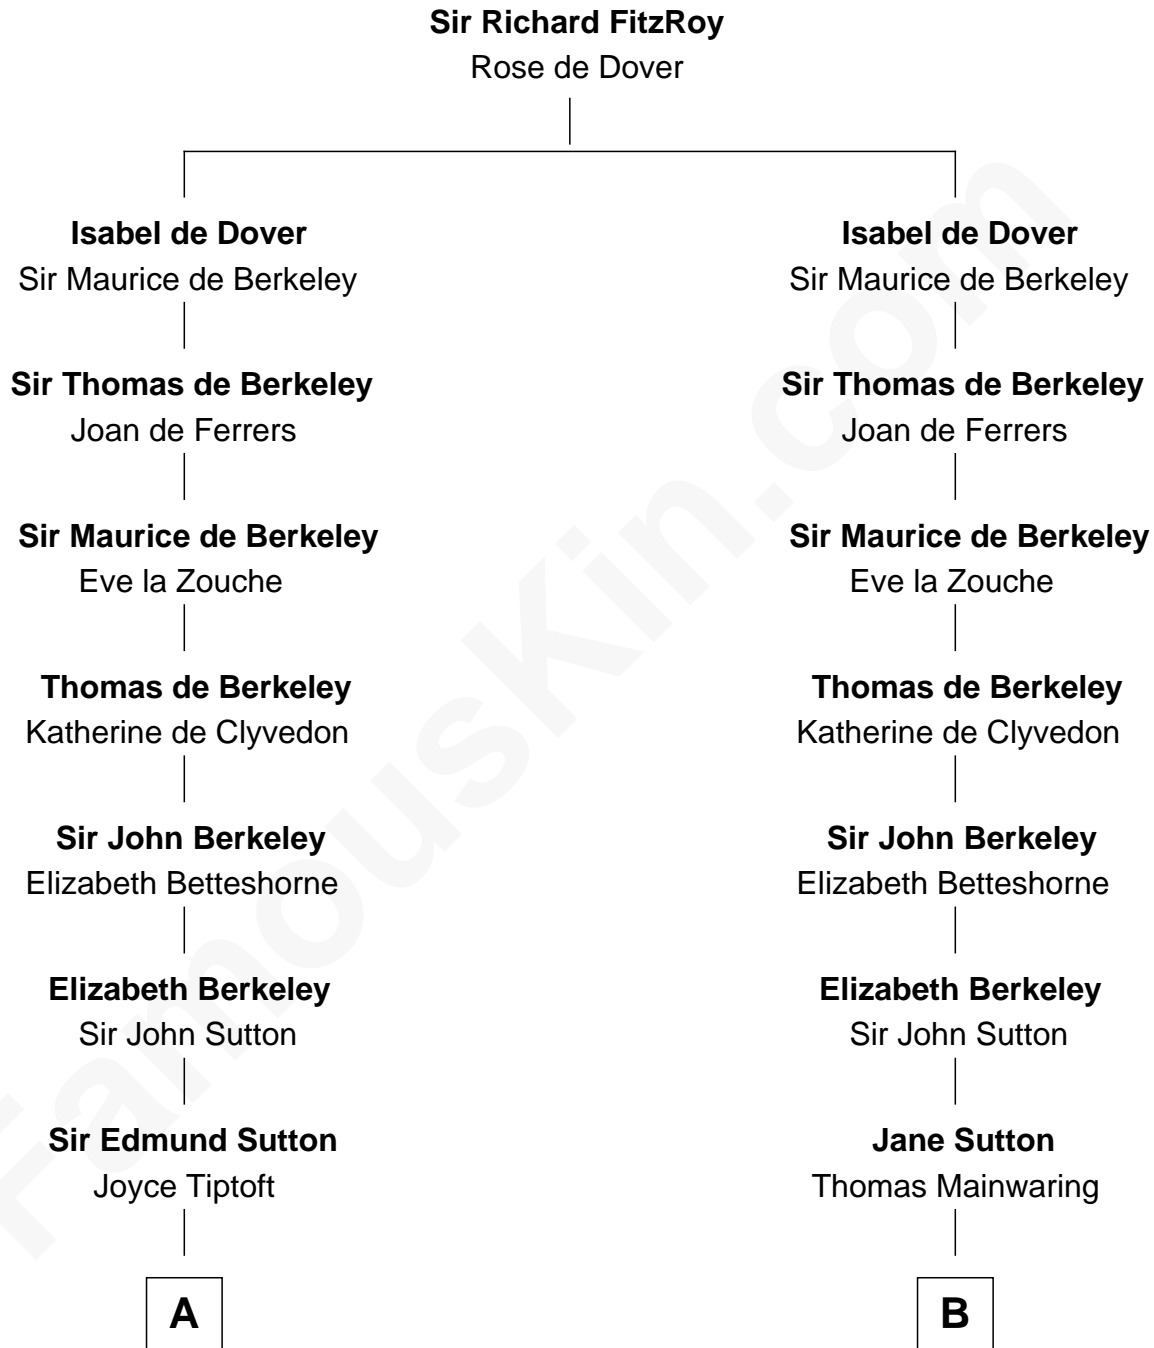 Sir Richard FitzRoy
Rose de Dover
Isabel de Dover
Sir Maurice de Berkeley
Isabel de Dover
Sir Maurice de Berkeley
Sir Thomas de Berkeley
Joan de Ferrers
Sir Thomas de Berkeley
Joan de Ferrers
Sir Maurice de Berkeley
Eve la Zouche
Sir Maurice de Berkeley
Eve la Zouche
Thomas de Berkeley
Katherine de Clyvedon
Thomas de Berkeley
Katherine de Clyvedon
Sir John Berkeley
Elizabeth Betteshorne
Sir John Berkeley
Elizabeth Betteshorne
Elizabeth Berkeley
Sir John Sutton
Elizabeth Berkeley
Sir John Sutton
Sir Edmund Sutton
Joyce Tiptoft
Jane Sutton
Thomas Mainwaring
A
B
FamousKin.com